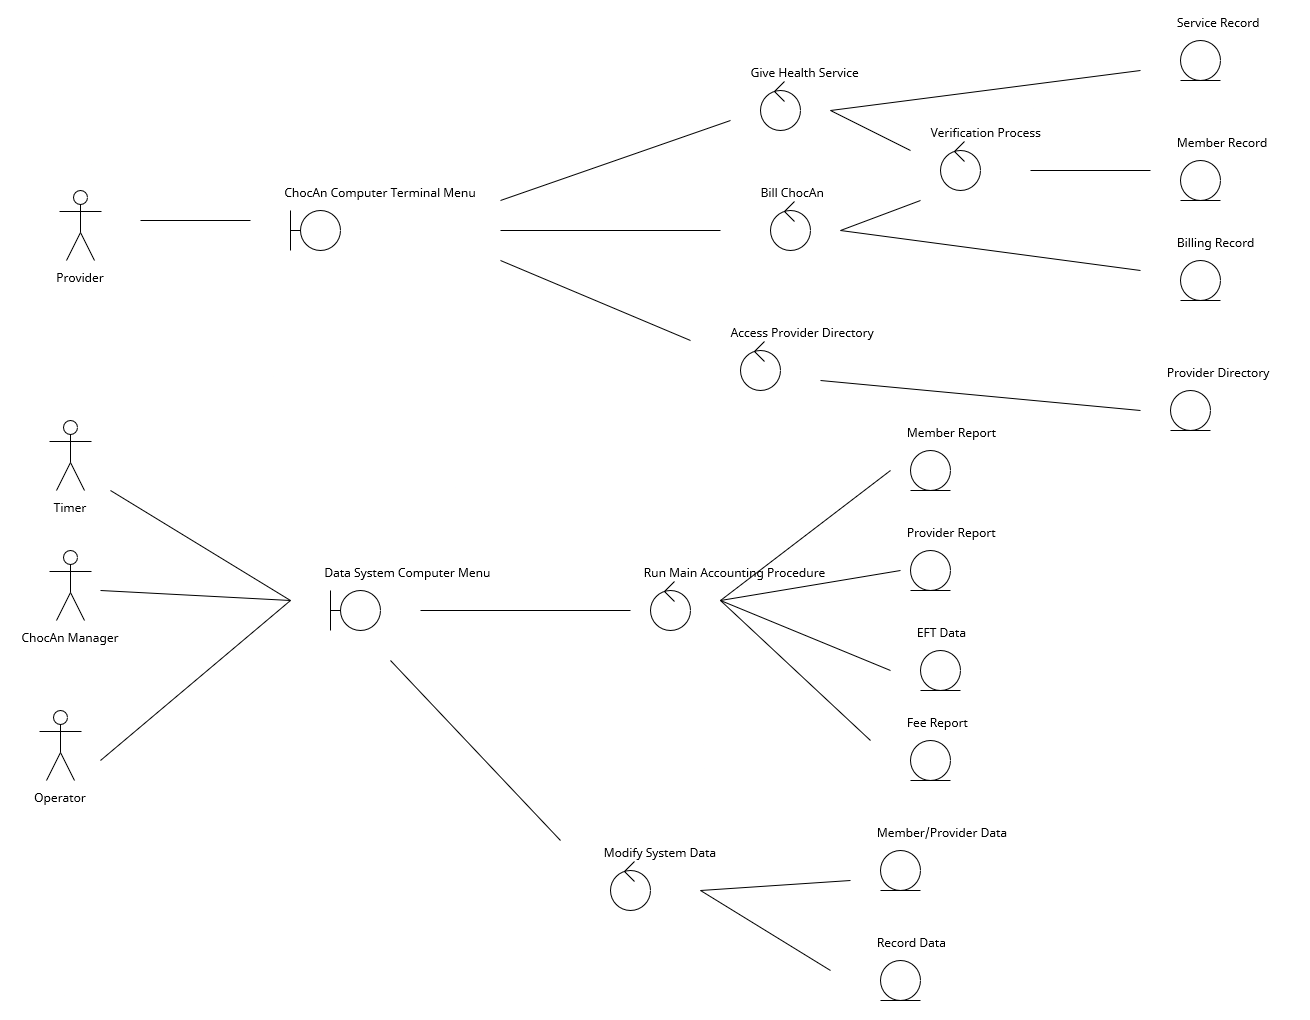 Service Record
Give Health Service
Verification Process
Member Record
ChocAn Computer Terminal Menu
Bill ChocAn
Billing Record
Provider
Access Provider Directory
Provider Directory
Member Report
Timer
Provider Report
Data System Computer Menu
Run Main Accounting Procedure
ChocAn Manager
EFT Data
Fee Report
Operator
Member/Provider Data
Modify System Data
Record Data